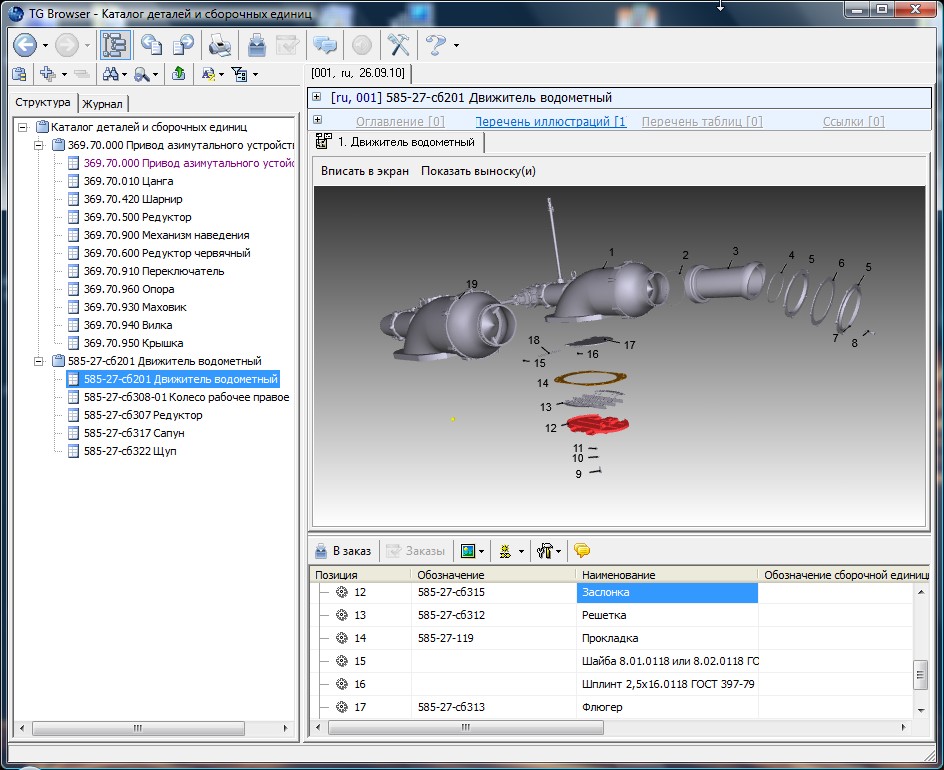 TG Browser - Каталог деталей и сборочных единиц
[001, ru, 26.09.10]
Структура Журнал
[ru, 001] 585-27-сб201 Движитель водометный
Оглавление [0] Перечень иллюстраций [1 Перечень таблиц [0] Ссылки [0]
1. Движитель водометный
Вписать в экран Показать выноску(и)
Каталог деталей и сборочных единиц
369.70.000 Привод азимутального устройсте
369.70.000 Привод азимутального устойс
369.70.010 Цанга
369.70.420 Шарнир
369.70.500 Редуктор
369.70.900 Механизм наведения
369.70.600 Редуктор червячный
369.70.910 Переключатель
369.70.960 Опора
369.70.930 Маховик
369.70.940 Вилка
369.70.950 Крышка
585-27-сб201 Движитель водометный
585-27-сб201 Движитель водометный
585-27-сб308-01 Колесо рабочее правое
585-27-сб307 Редуктор
585-27-сб317 Сапун
585-27-сб322 Щуп
1
2
3
4
5
6
5
19
7
8
18
17
16
15
14
13
12
11
10
9
В заказ Заказы
Позиция Обозначение Наименование Обозначение сборочной единиц
12 585-27-сб315 Заслонка
13 585-27-сб312 Решетка
14 585-27-119 Прокладка
15 Шайба 8.01.0118 или 8.02.0118 ГО
16 Шплинт 2,5х16.0118 ГОСТ 397-79
17 585-27-сб313 Флюгер